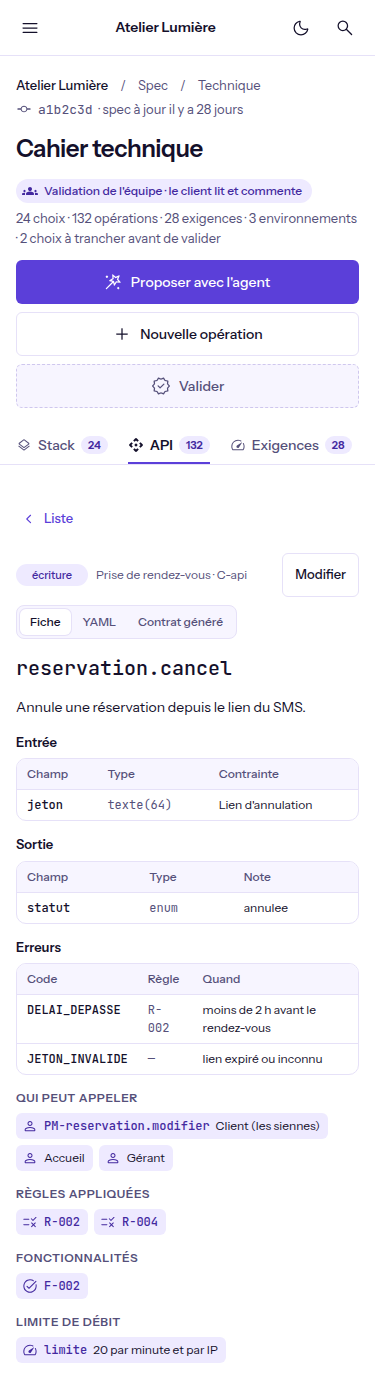 Atelier Lumière
Atelier Lumière / Spec / Technique
a1b2c3d · spec à jour il y a 28 jours
Cahier technique
Validation de l'équipe · le client lit et commente
24 choix · 132 opérations · 28 exigences · 3 environnements
· 2 choix à trancher avant de valider
Proposer avec l'agent
Nouvelle opération
Valider
Stack 24 API 132 Exigences 28
Liste
écriture Prise de rendez-vous · C-api Modifier
Fiche YAML Contrat généré
reservation.cancel
Annule une réservation depuis le lien du SMS.
Entrée
Champ Type Contrainte
jeton texte(64) Lien d'annulation
Sortie
Champ Type Note
statut enum annulee
Erreurs
Code Règle Quand
DELAI_DEPASSE R-002 moins de 2 h avant le rendez-vous
JETON_INVALIDE — lien expiré ou inconnu
QUI PEUT APPELER
PM-reservation.modifier Client (les siennes)
Accueil Gérant
RÈGLES APPLIQUÉES
R-002 R-004
FONCTIONNALITÉS
F-002
LIMITE DE DÉBIT
limite 20 par minute et par IP